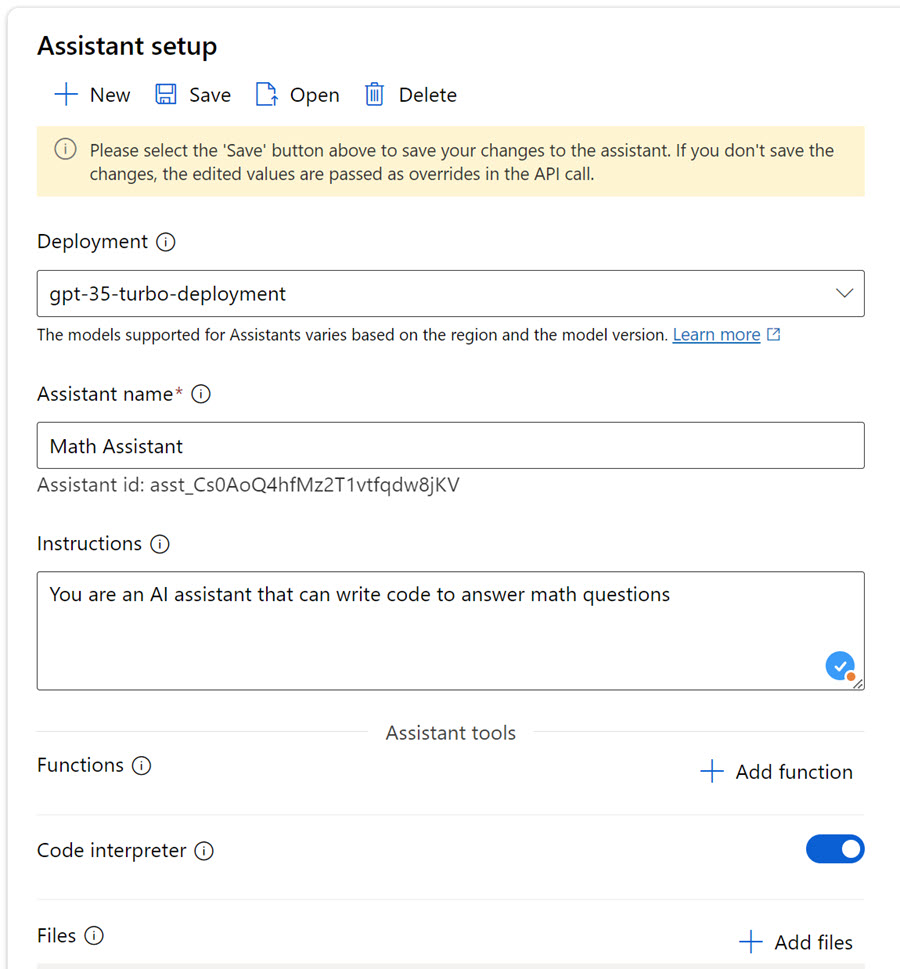 Assistant setup
New Save Open Delete
Please select the 'Save' button above to save your changes to the assistant. If you don't save the
changes, the edited values are passed as overrides in the API call.
Deployment
gpt-35-turbo-deployment
The models supported for Assistants varies based on the region and the model version. Learn more
Assistant name*
Math Assistant
Assistant id: asst_Cs0AoQ4hfMz2T1vtfqdw8jKV
Instructions
You are an AI assistant that can write code to answer math questions
Assistant tools
Functions
Add function
Code interpreter
Files
Add files